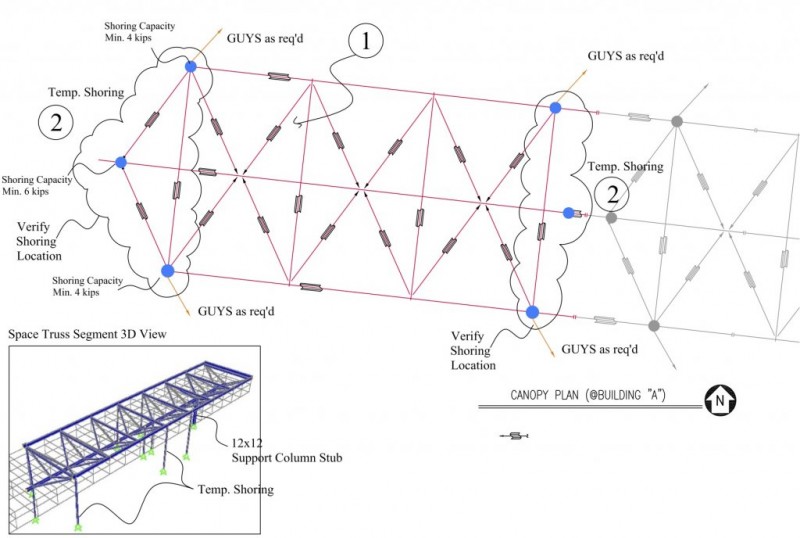 Shoring Capacity
Min. 4 kips
GUYS as req'd
1
GUYS as req'd
Temp. Shoring
2
Temp. Shoring
2
Shoring Capacity
Min. 6 kips
Verify
Shoring
Location
Shoring Capacity
Min. 4 kips
GUYS as req'd
Verify
Shoring
Location
GUYS as req'd
Space Truss Segment 3D View
12x12
Support Column Stub
Temp. Shoring
CANOPY PLAN (@BUILDING "A")
N